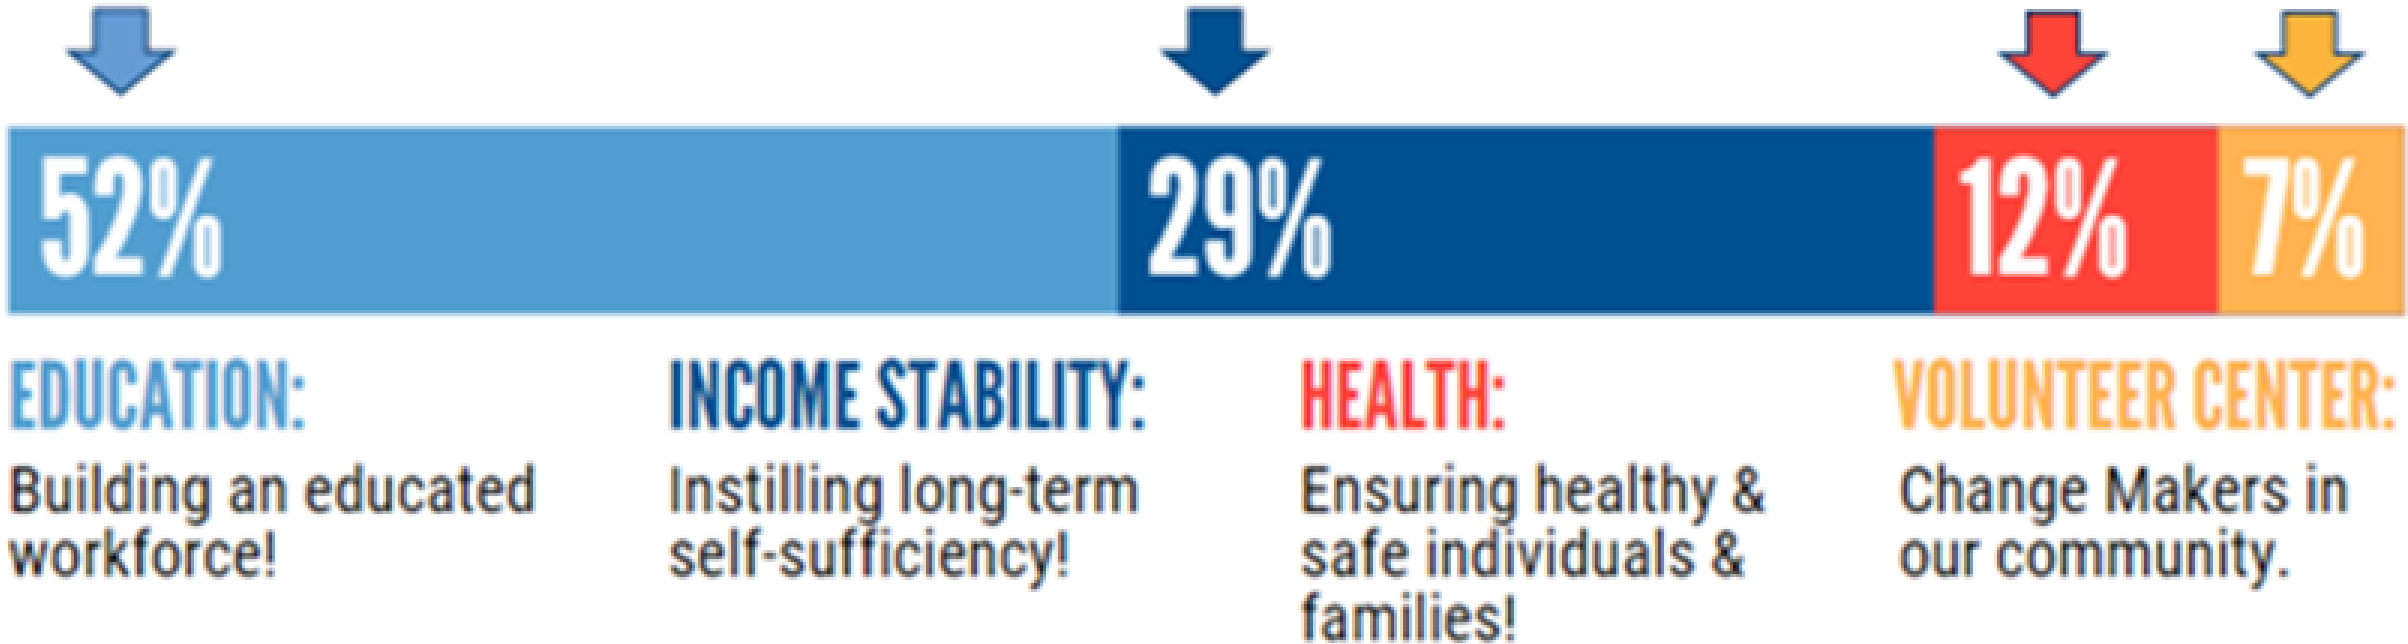 52%
29%
12%
7%
EDUCATION:
Building an educated
workforce!
INCOME STABILITY:
Instilling long-term
self-sufficiency!
HEALTH:
Ensuring healthy &
safe individuals &
families!
VOLUNTEER CENTER:
Change Makers in
our community.